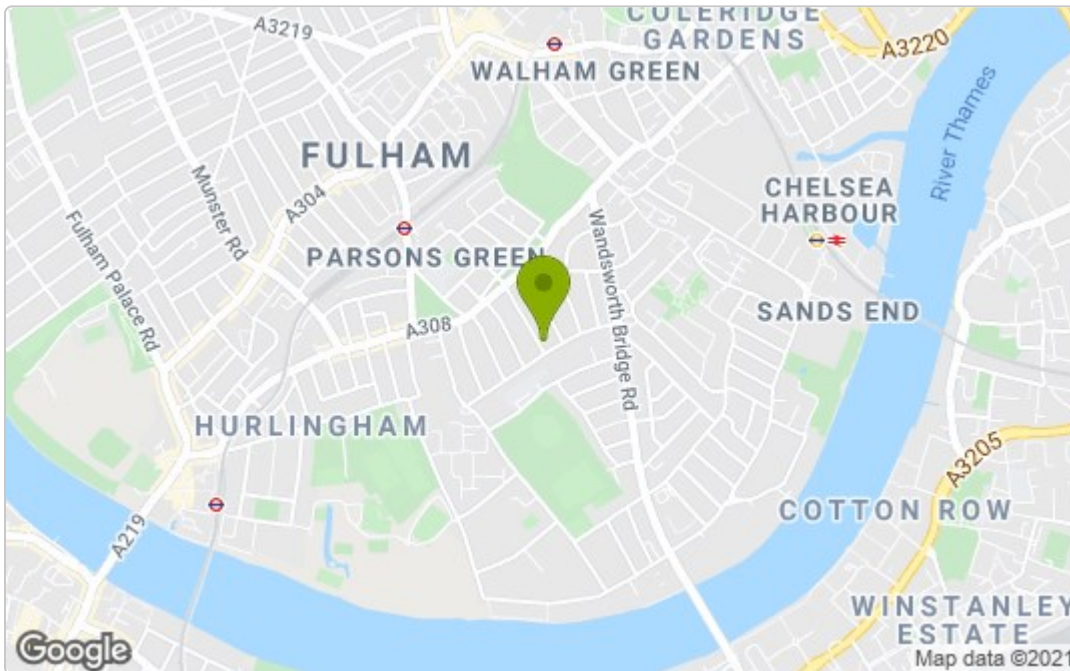 COLERIDGE
GARDENS
A3219
A3220
WALHAM GREEN
River Thames
FULHAM
Munster Rd
A304
CHELSEA
HARBOUR
Fulham Palace Rd
Wandsworth Bridge Rd
PARSONS GREEN
SANDS END
A308
HURLINGHAM
A3205
COTTON ROW
A219
WINSTANLEY
ESTATE
Google
Map data ©2021